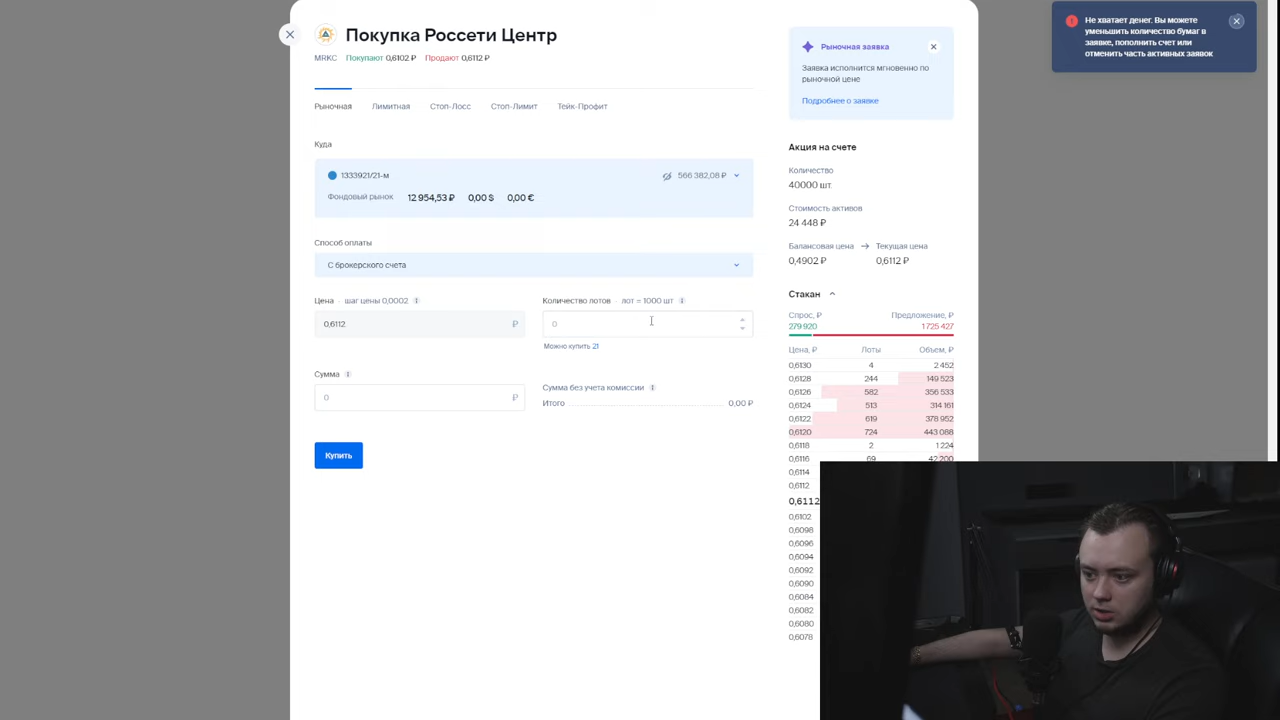 Покупка Россети Центр
MRKC Покупают 0,6102 ₽ Продают 0,6112 ₽
Рыночная Лимитная Стоп-Лосс Стоп-Лимит Тейк-Профит
Куда
1333921/21-м 566 382,08 ₽
Фондовый рынок 12 954,53 ₽ 0,00 $ 0,00 €
Способ оплаты
С брокерского счета
Цена · шаг цены 0,0002 Количество лотов · лот = 1000 шт
0,6112 ₽ 0
Можно купить 21
Сумма
Сумма без учета комиссии
0 ₽
Итого 0,00 ₽
Купить
Рыночная заявка
Заявка исполнится мгновенно по
рыночной цене
Подробнее о заявке
Акция на счете
Количество
40000 шт.
Стоимость активов
24 448 ₽
Балансовая цена → Текущая цена
0,4902 ₽ 0,6112 ₽
Стакан
Спрос, ₽ Предложение, ₽
279 920 1 725 427
Цена, ₽ Лоты Объем, ₽
0,6130 4 2 452
0,6128 244 149 523
0,6126 582 356 533
0,6124 513 314 161
0,6122 619 378 952
0,6120 724 443 088
0,6118 2 1 224
0,6116 69 42 200
0,6114
0,6112
0,6112
0,6102
0,6098
0,6096
0,6094
0,6092
0,6090
0,6084
0,6082
0,6080
0,6078
Не хватает денег. Вы можете
уменьшить количество бумаг в
заявке, пополнить счет или
отменить часть активных заявок